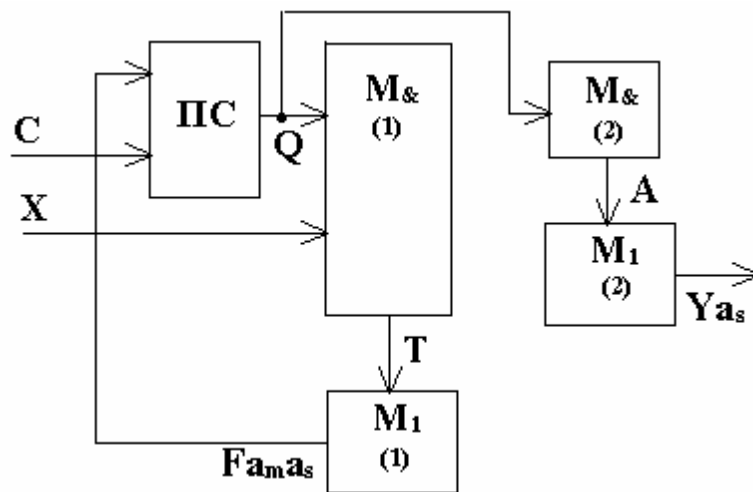 ПС
M&
(1)
M&
(2)
C
Q
X
A
M1
(2)
Yas
T
M1
(1)
Famas